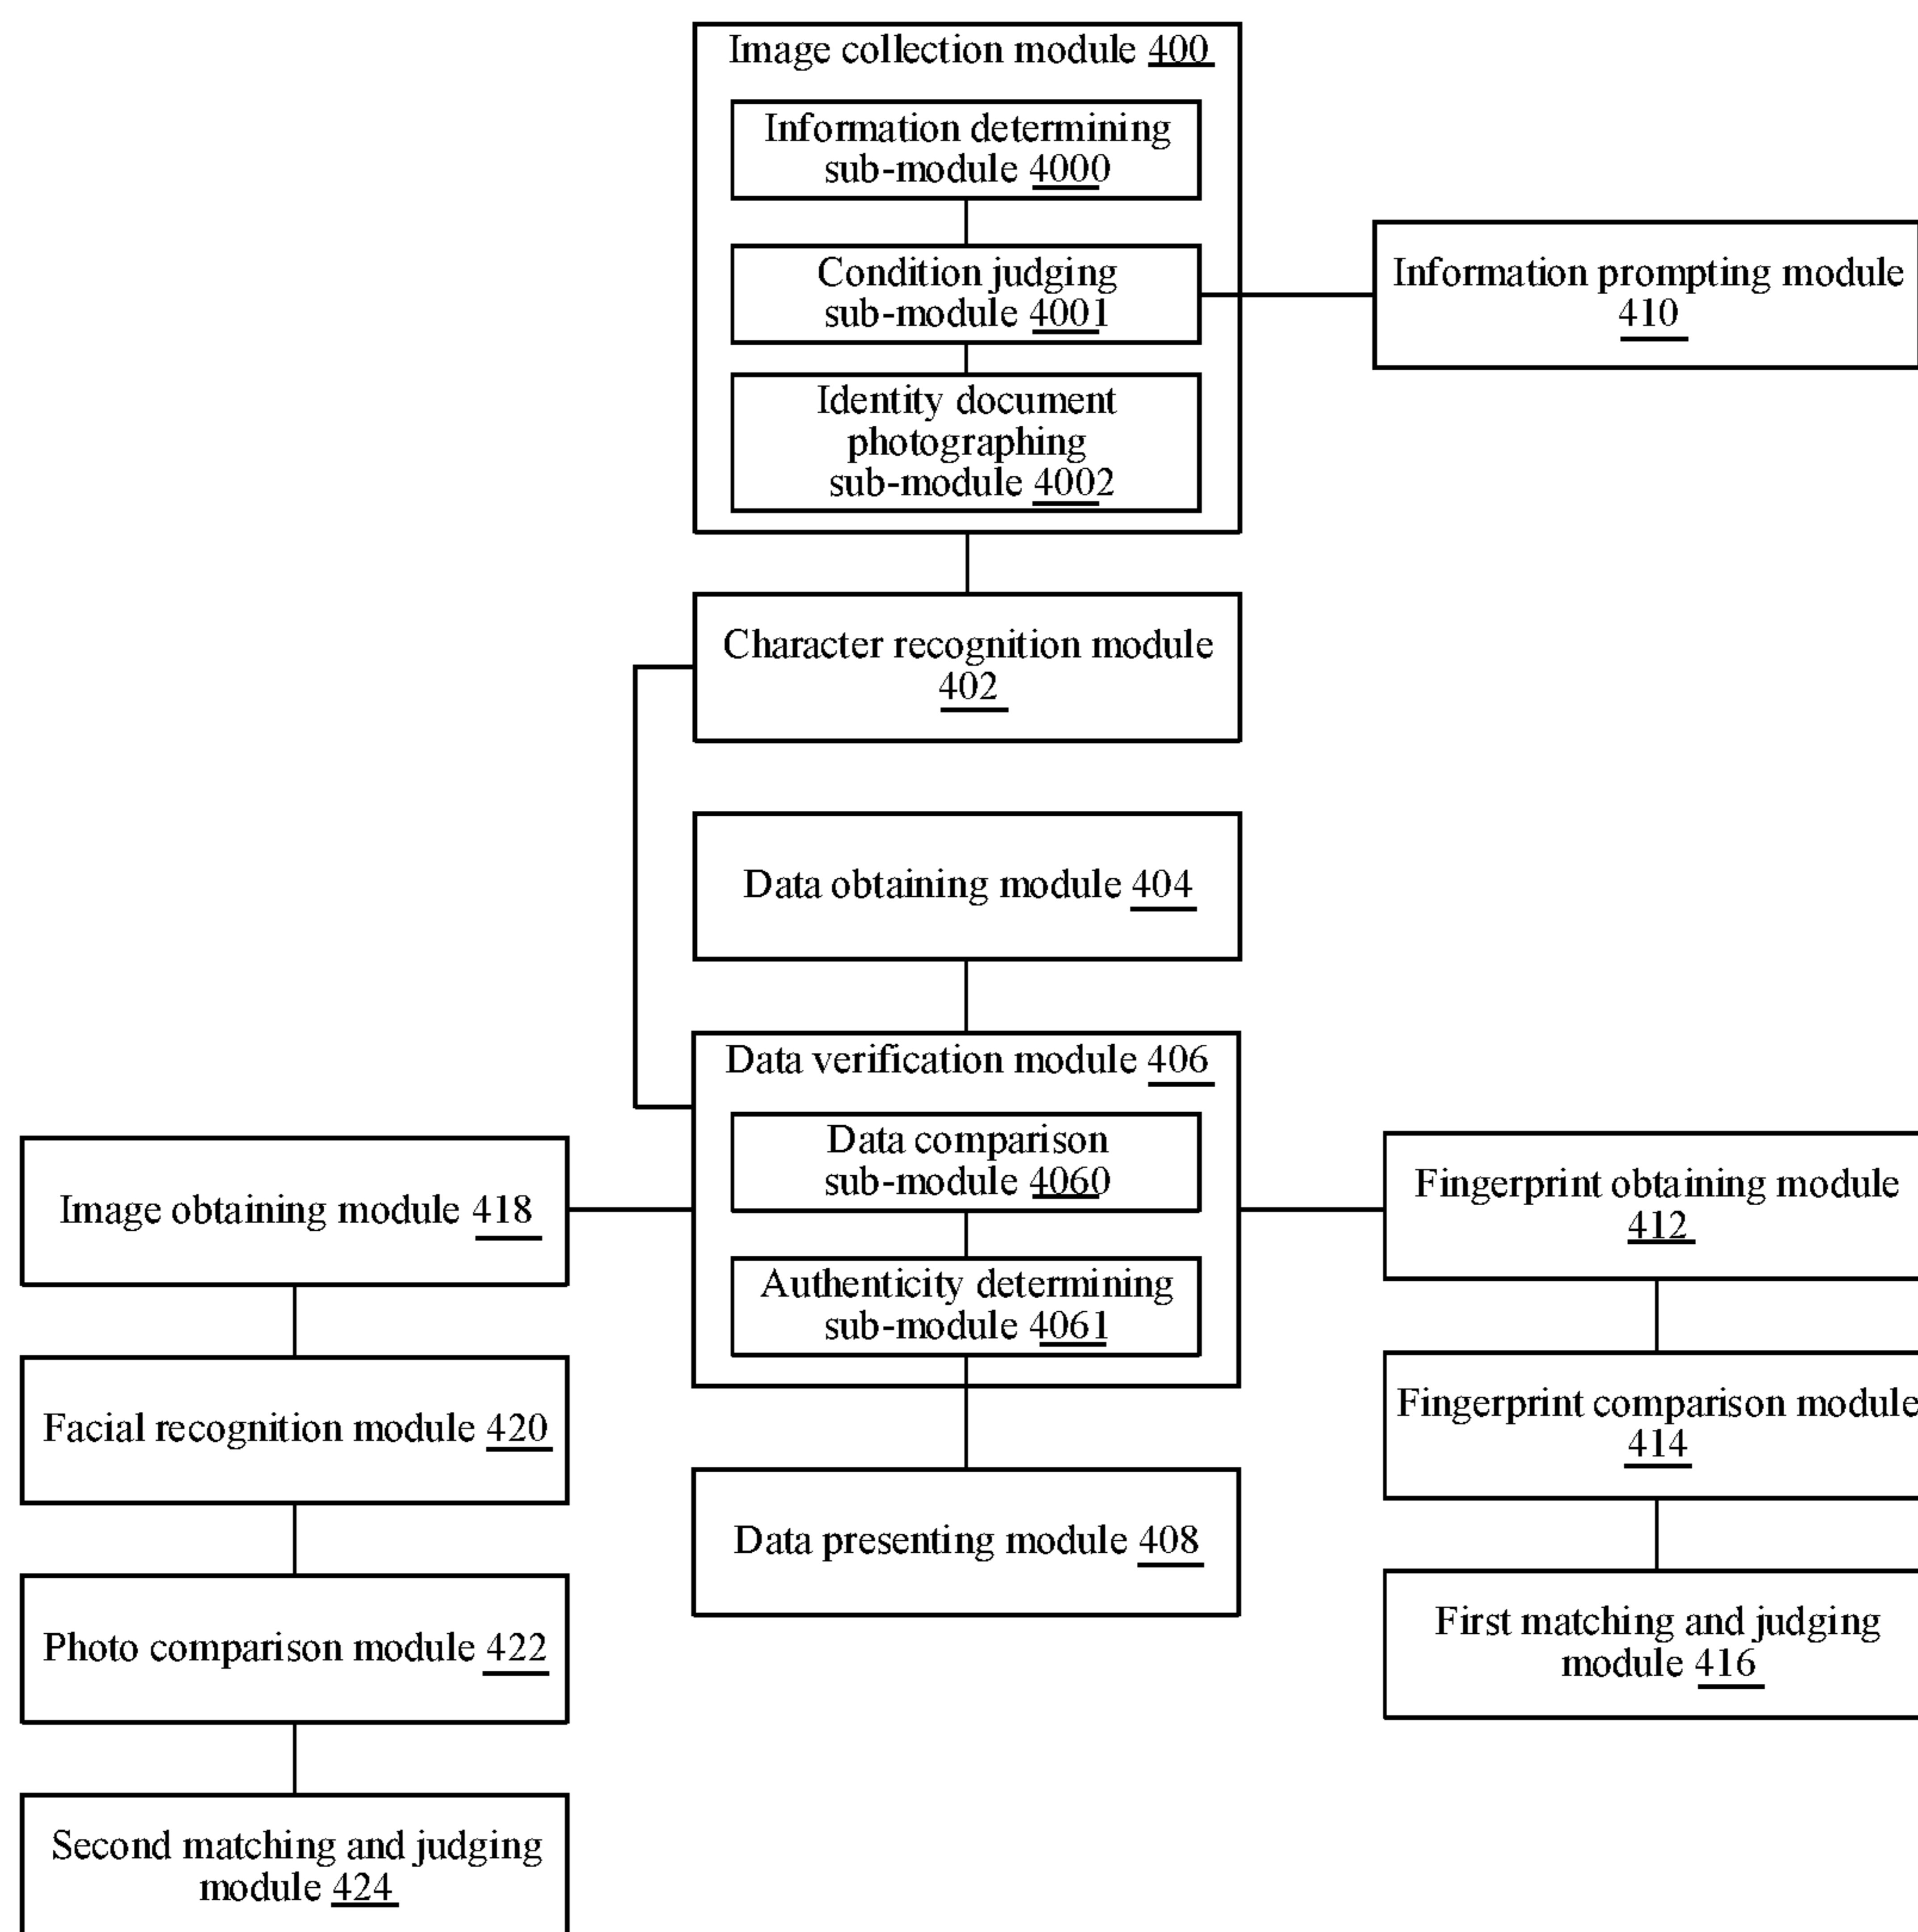 Image collection module 400
Information determining
sub-module 4000
Condition judging
sub-module 4001
Information prompting module
410
Identity document
photographing
sub-module 4002
Character recognition module
402
Data obtaining module 404
Data verification module 406
Data comparison
sub-module 4060
Authenticity determining
sub-module 4061
Data presenting module 408
Image obtaining module 418
Facial recognition module 420
Photo comparison module 422
Second matching and judging
module 424
Fingerprint obtaining module
412
Fingerprint comparison module
414
First matching and judging
module 416